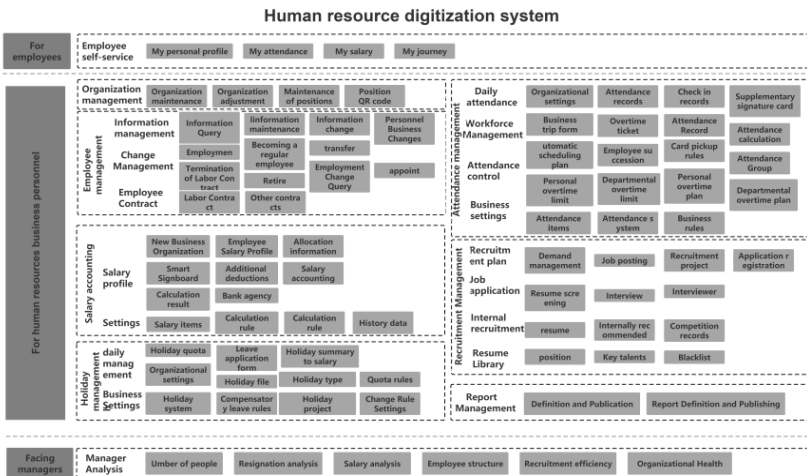 Human resource digitization system
For
employees
Employee
self-service
My personal profile
My attendance
My salary
My journey
For human resources business personnel
Organization
management
Organization
maintenance
Organization
adjustment
Maintenance
of positions
Position
QR code
Employee
management
Information
management
Change
Management
Employee
Contract
Information
Query
Iinformation
maintenance
Information
change
Personnel
Business
Changes
Employmen
Becoming a
regular
employee
transfer
Termination
of Labor Con
tract
Retire
Employment
Change
Query
appoint
Labor Contra
ct
Other contra
cts
Salary accounting
Salary
profile
Settings
New Business
Organization
Employee
Salary Profile
Allocation
information
Smart
Signboard
Additional
deductions
Salary
accounting
Calculation
result
Bank agency
Salary items
Calculation
rule
Calculation
rule
History data
Holiday
management
daily
manag
ement
Business
Settings
Holiday quota
Leave
application
form
Holiday summary
to salary
Organizational
settings
Holiday file
Holiday type
Quota rules
Holiday
system
Compensator
y leave rules
Holiday
project
Change Rule
Settings
Attendance management
Daily
attendance
Workforce
Management
Attendance
control
Business
settings
Organizational
settings
Attendance
records
Check in
records
Supplementary
signature card
Business
trip form
Overtime
ticket
Attendance
Record
Attendance
calculation
utomatic
scheduling
plan
Employee su
ccession
Card pickup
rules
Attendance
Group
Personal
overtime
limit
Departmental
overtime
limit
Personal
overtime
plan
Departmental
overtime plan
Attendance
items
Attendance s
ystem
Business
rules
Recruitment Management
Recruitm
ent plan
Job
application
Internal
recruitment
Resume
Library
Demand
management
Job posting
Recruitment
project
Application r
egistration
Resume scre
ening
Interview
Interviewer
resume
Internally rec
ommended
Competition
records
position
Key talents
Blacklist
Report
Management
Definition and Publication
Report Definition and Publishing
Facing
managers
Manager
Analysis
Umber of people
Resignation analysis
Salary analysis
Employee structure
Recruitment efficiency
Organizational Health